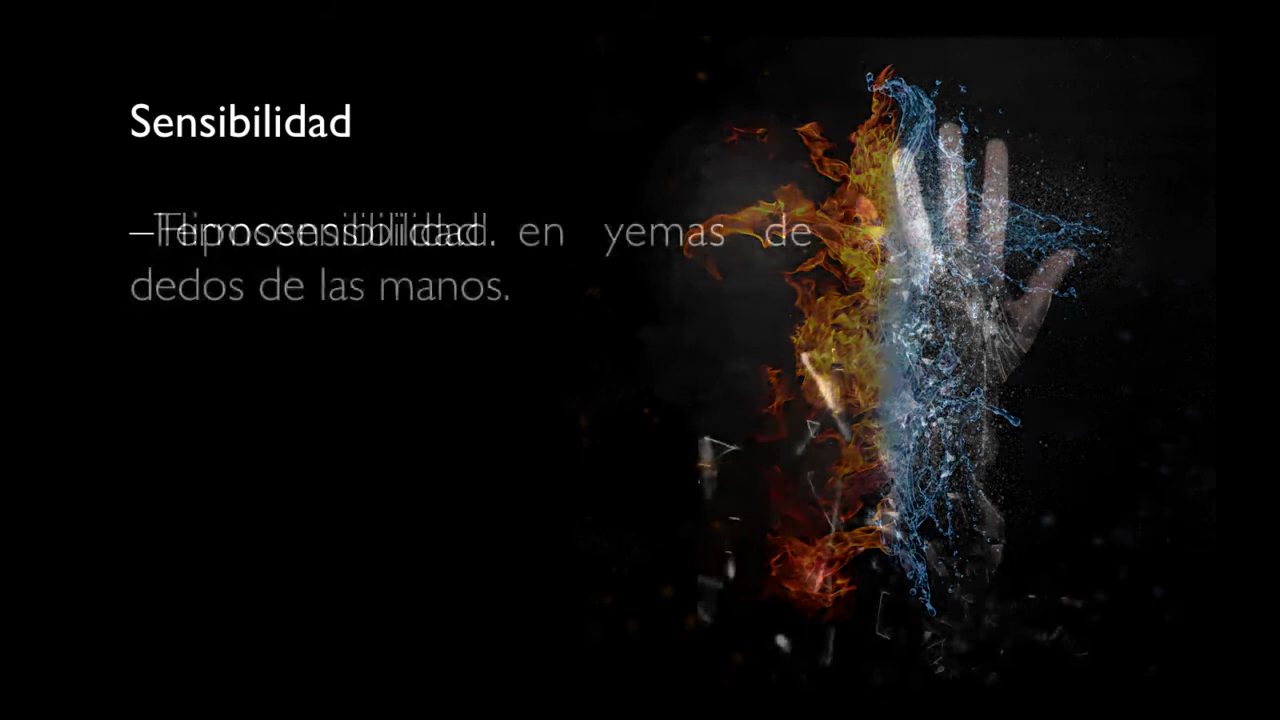 Sensibilidad
en yemas de
dedos de las manos.